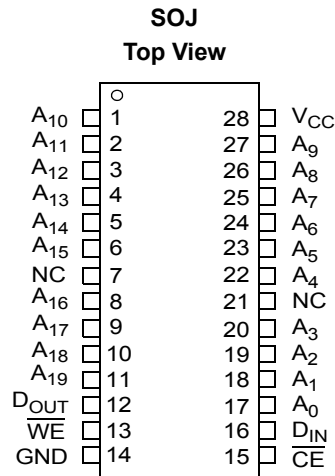 SOJ
Top View
A10 1 28 VCC
A11 2 27 A9
A12 3 26 A8
A13 4 25 A7
A14 5 24 A6
A15 6 23 A5
NC 7 22 A4
A16 8 21 NC
A17 9 20 A3
A18 10 19 A2
A19 11 18 A1
DOUT 12 17 A0
WE 13 16 DIN
GND 14 15 CE